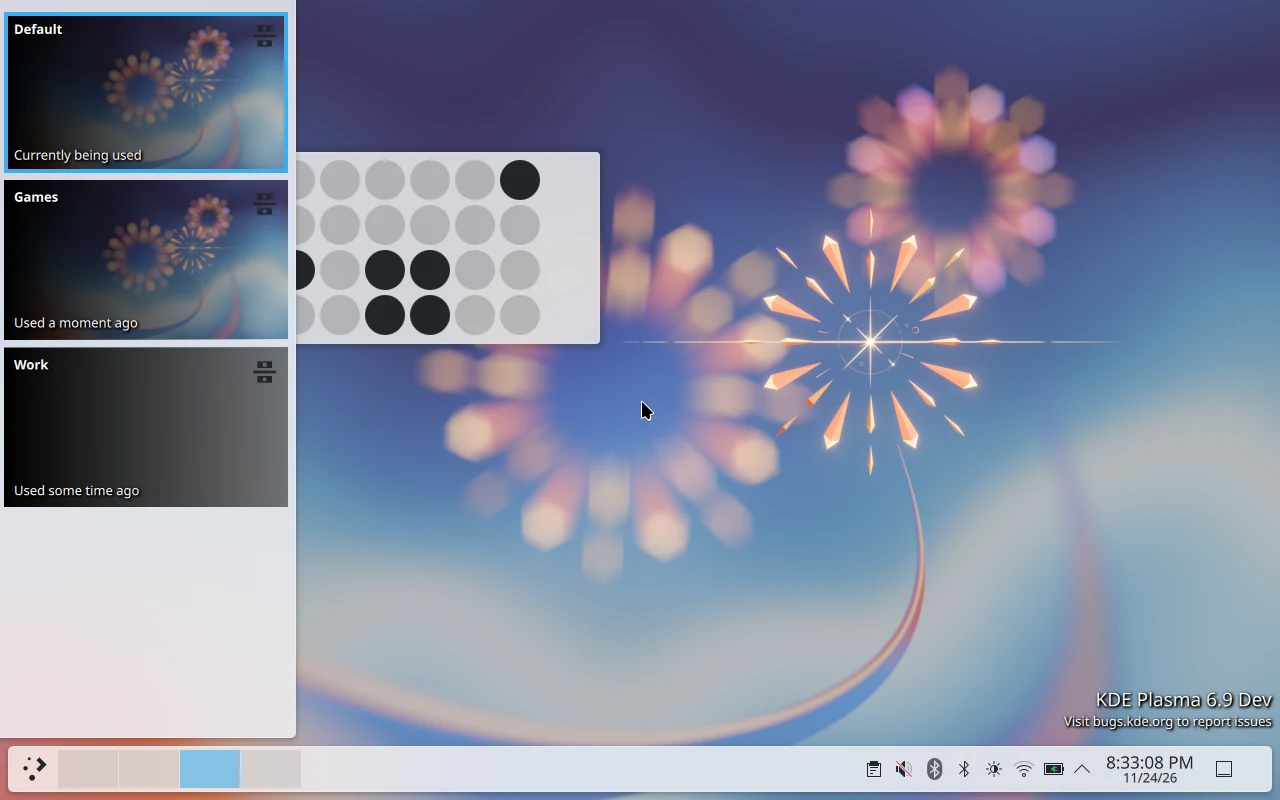 Default
Currently being used
Games
Used a moment ago
Work
Used some time ago
KDE Plasma 6.9 Dev
Visit bugs.kde.org to report issues
8:33:08 PM
11/24/26